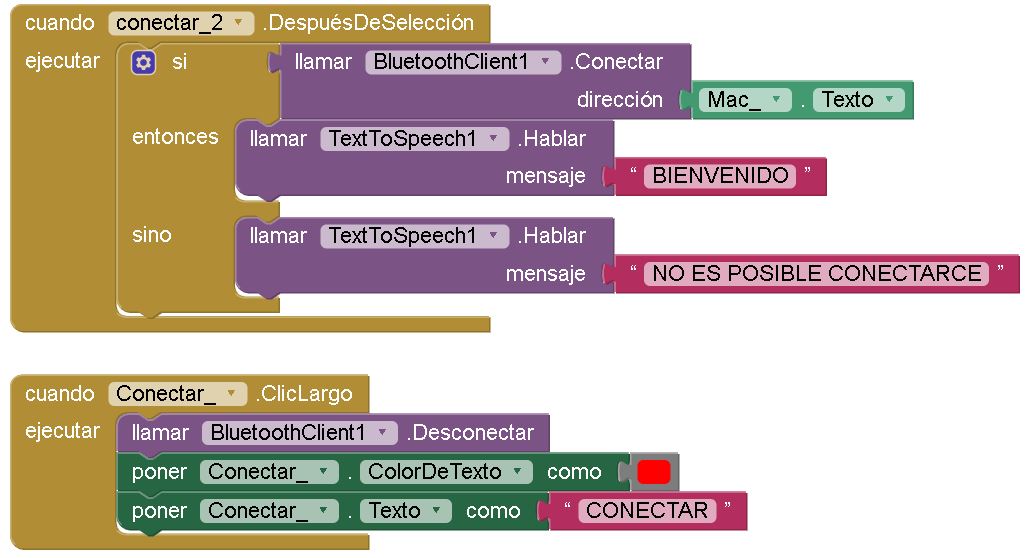 cuando conectar_2 .DespuésDeSelección
ejecutar si llamar BluetoothClient1 .Conectar
dirección Mac_ . Texto
entonces llamar TextToSpeech1 .Hablar
mensaje “ BIENVENIDO ”
sino llamar TextToSpeech1 .Hablar
mensaje “ NO ES POSIBLE CONECTARCE ”
cuando Conectar_ .ClicLargo
ejecutar llamar BluetoothClient1 .Desconectar
poner Conectar_ . ColorDeTexto como
poner Conectar_ . Texto como “ CONECTAR ”